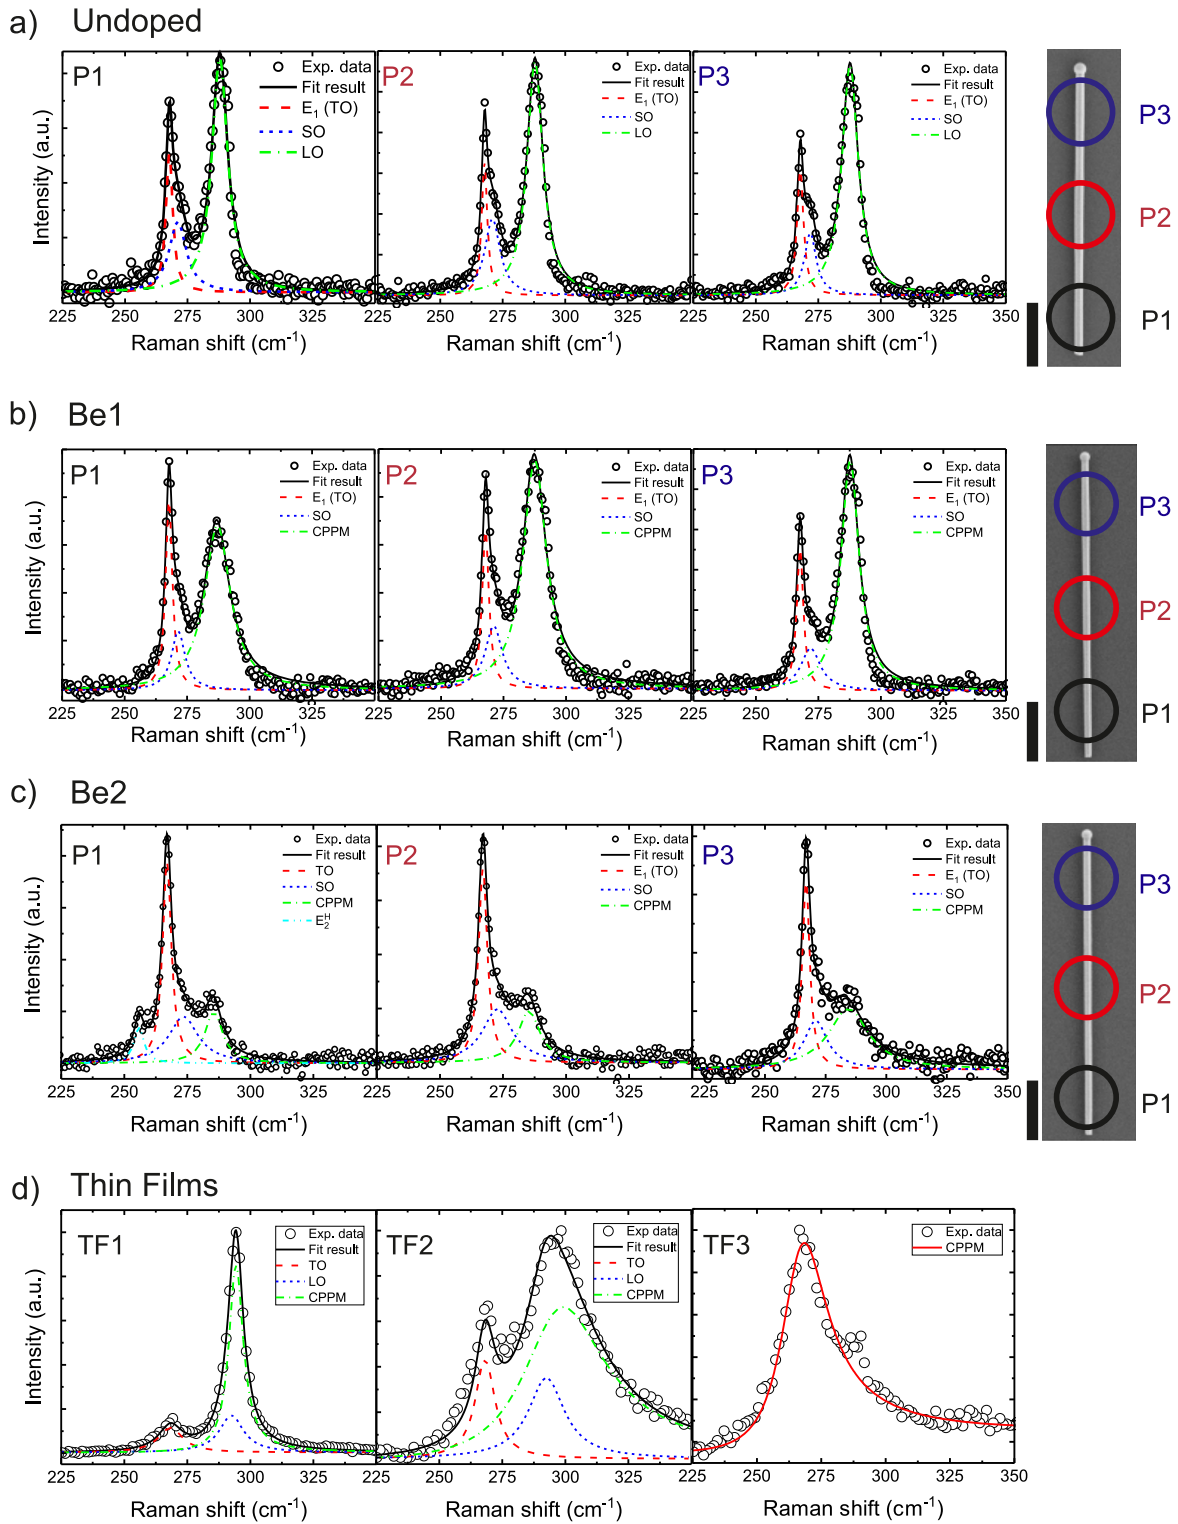 a) Undoped
P1
Exp. data
Fit result
E₁ (TO)
SO
LO
P2
Exp. data
Fit result
E₁ (TO)
SO
LO
P3
Exp. data
Fit result
E₁ (TO)
SO
LO
Intensity (a.u.)
225 250 275 300 325
225 250 275 300 325
225 250 275 300 325 350
Raman shift (cm⁻¹)
Raman shift (cm⁻¹)
Raman shift (cm⁻¹)
P3
P2
P1
b) Be1
P1
Exp. data
Fit result
E₁ (TO)
SO
CPPM
P2
Exp. data
Fit result
E₁ (TO)
SO
CPPM
P3
Exp. data
Fit result
E₁ (TO)
SO
CPPM
Intensity (a.u.)
225 250 275 300 325
225 250 275 300 325
225 250 275 300 325 350
Raman shift (cm⁻¹)
Raman shift (cm⁻¹)
Raman shift (cm⁻¹)
P3
P2
P1
c) Be2
P1
Exp. data
Fit result
TO
SO
CPPM
E₂ᴴ
P2
Exp. data
Fit result
E₁ (TO)
SO
CPPM
P3
Exp. data
Fit result
E₁ (TO)
SO
CPPM
Intensity (a.u.)
225 250 275 300 325
225 250 275 300 325
225 250 275 300 325 350
Raman shift (cm⁻¹)
Raman shift (cm⁻¹)
Raman shift (cm⁻¹)
P3
P2
P1
d) Thin Films
TF1
Exp. data
Fit result
TO
LO
CPPM
TF2
Exp data
Fit result
TO
LO
CPPM
TF3
Exp. data
CPPM
Intensity (a.u.)
225 250 275 300 325
225 250 275 300 325
225 250 275 300 325 350
Raman shift (cm⁻¹)
Raman shift (cm⁻¹)
Raman shift (cm⁻¹)